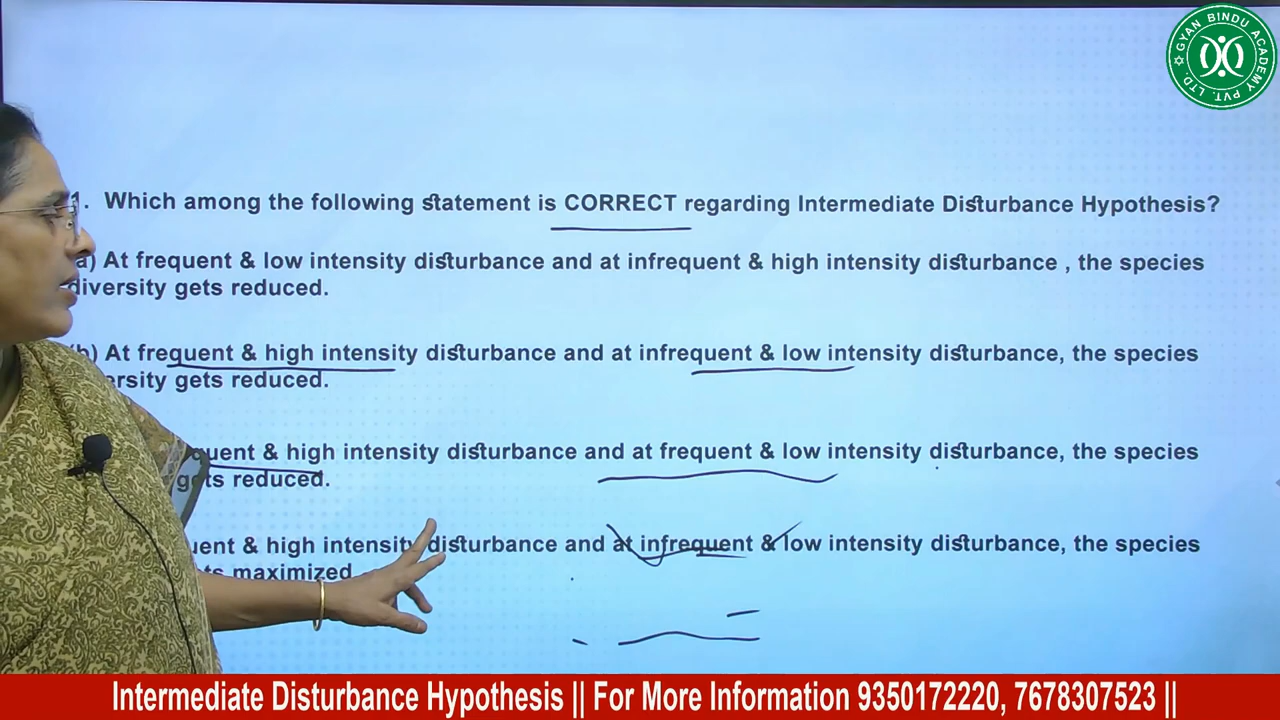 GYAN BINDU ACADEMY PVT. LTD.
1. Which among the following statement is CORRECT regarding Intermediate Disturbance Hypothesis?
a) At frequent & low intensity disturbance and at infrequent & high intensity disturbance , the species
diversity gets reduced.
(b) At frequent & high intensity disturbance and at infrequent & low intensity disturbance, the species
ersity gets reduced.
quent & high intensity disturbance and at frequent & low intensity disturbance, the species
gets reduced.
uent & high intensity disturbance and at infrequent & low intensity disturbance, the species
ts maximized
Intermediate Disturbance Hypothesis || For More Information 9350172220, 7678307523 ||